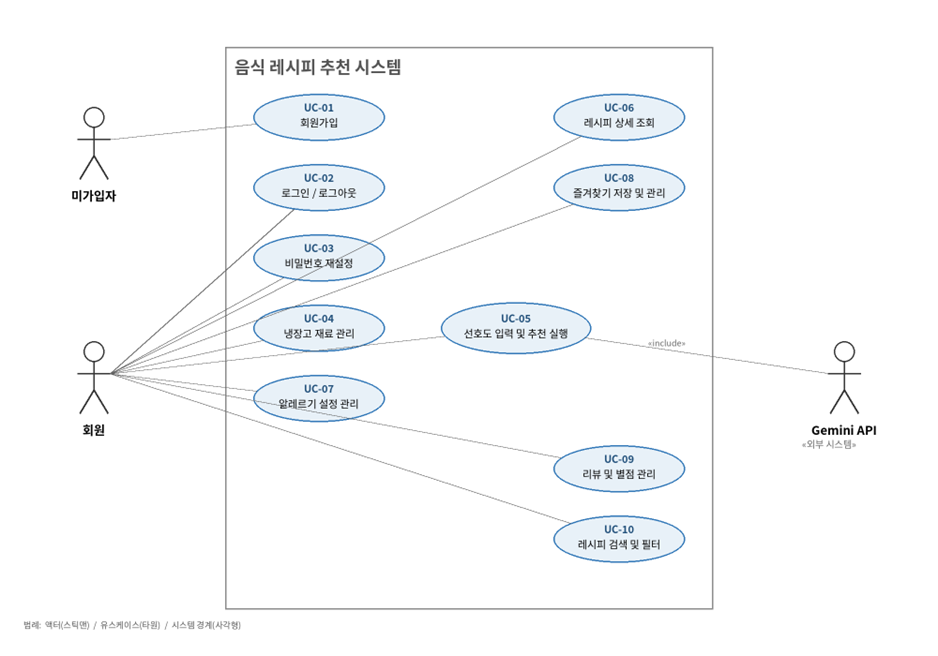 음식 레시피 추천 시스템
UC-01
회원가입
UC-06
레시피 상세 조회
미가입자
UC-02
로그인 / 로그아웃
UC-08
즐겨찾기 저장 및 관리
UC-03
비밀번호 재설정
UC-04
냉장고 재료 관리
UC-05
선호도 입력 및 추천 실행
«include»
회원
Gemini API
«외부 시스템»
UC-07
알레르기 설정 관리
UC-09
리뷰 및 별점 관리
UC-10
레시피 검색 및 필터
범례: 액터(스틱맨) / 유스케이스(타원) / 시스템 경계(사각형)